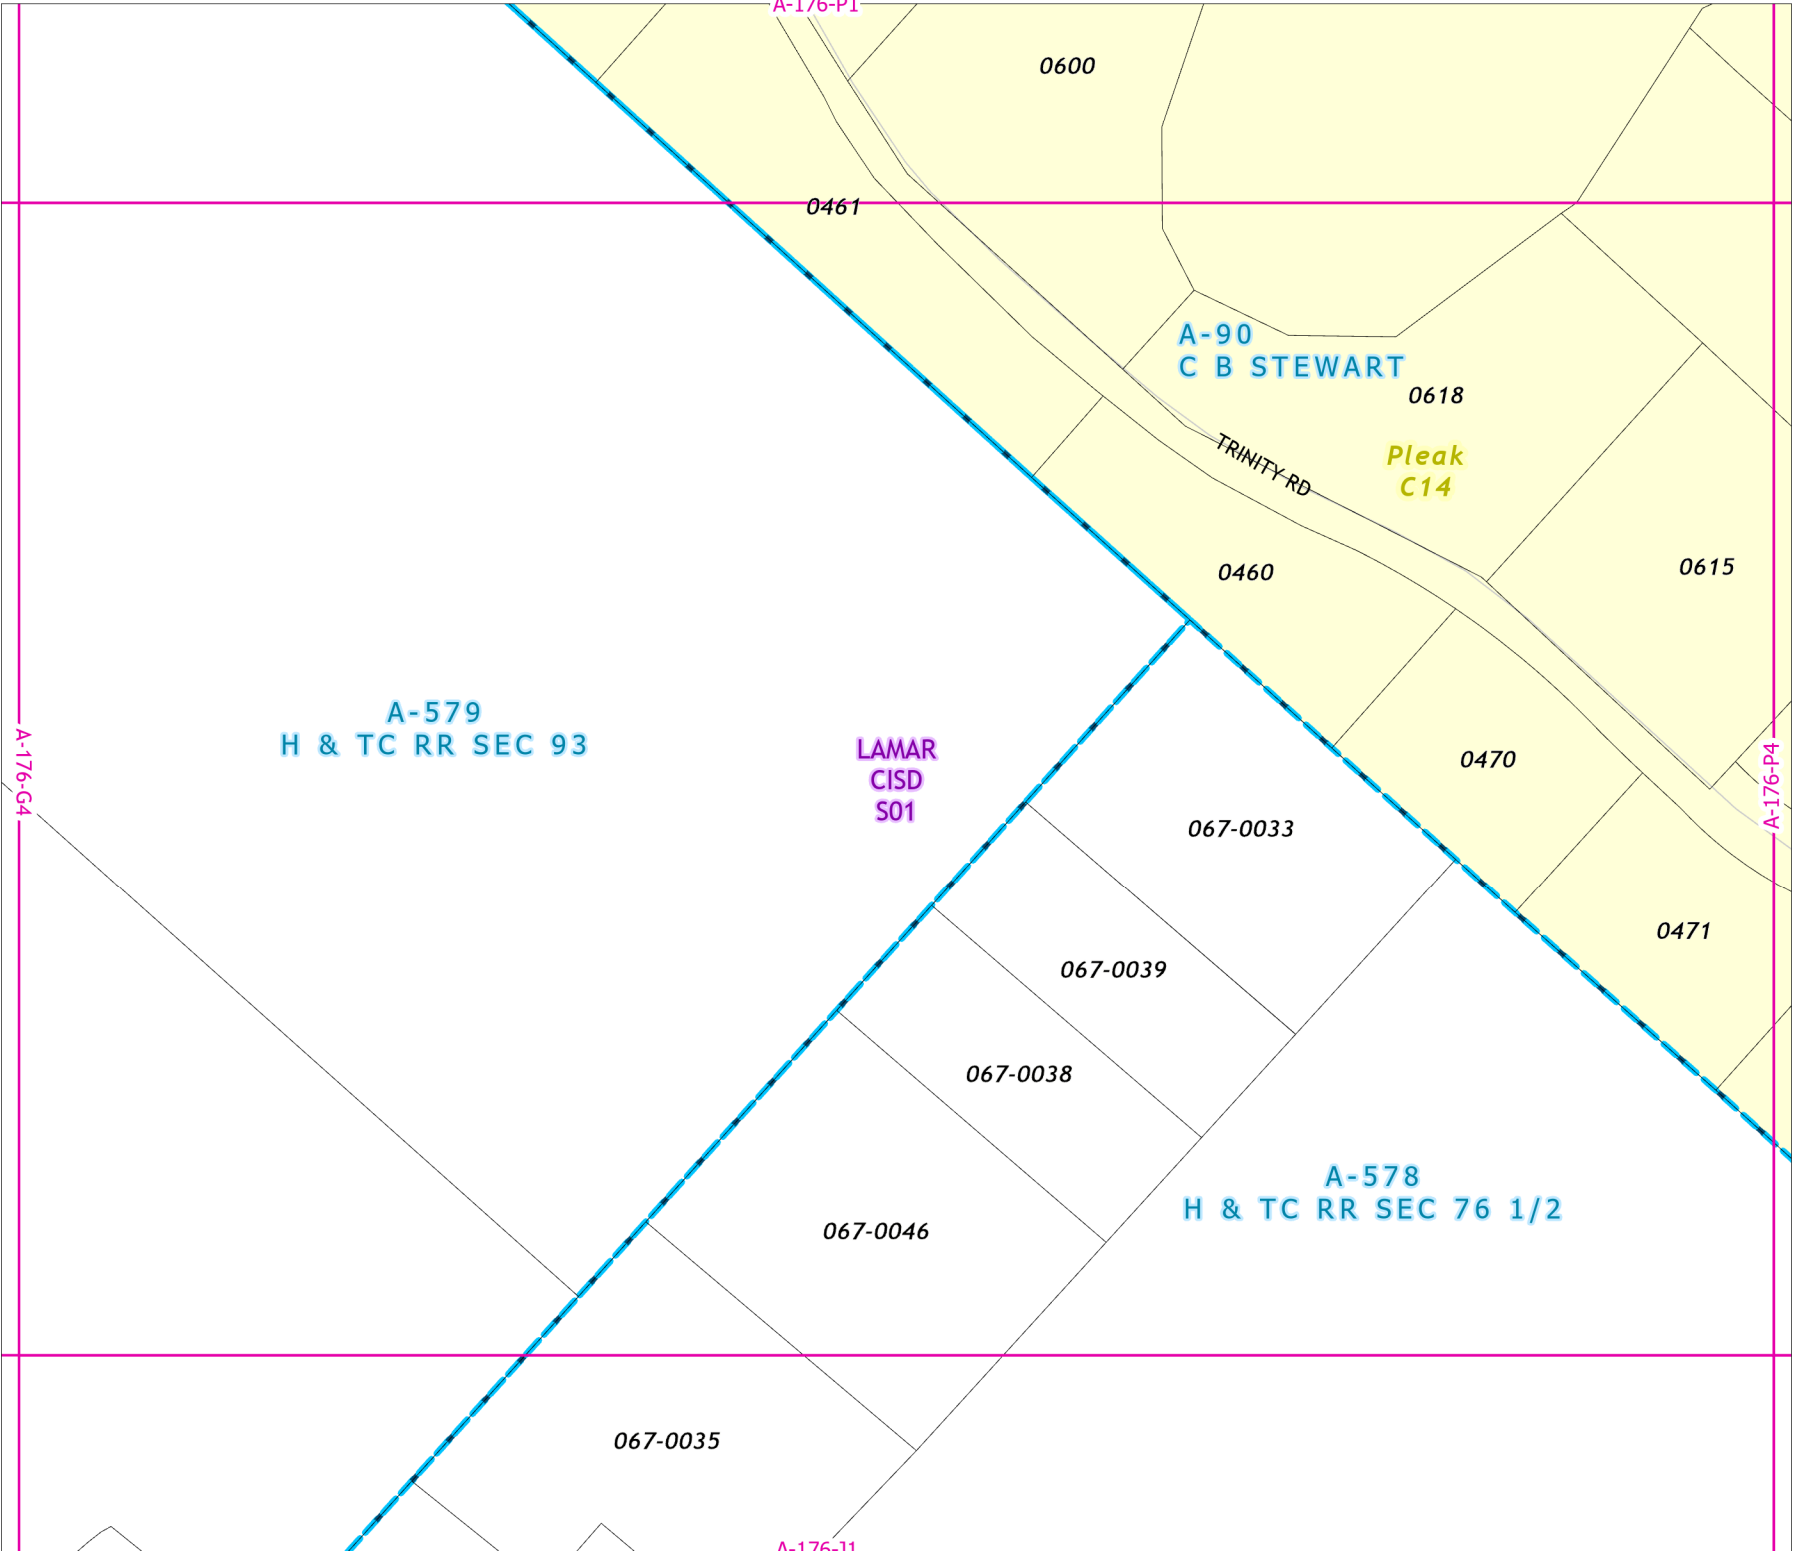 A-176-P1
0600
0461
A-90
C B STEWART
0618
TRINITY RD
Pleak
C14
0460
0615
A-579
H & TC RR SEC 93
LAMAR
CISD
S01
0470
A-176-G4
A-176-P4
067-0033
0471
067-0039
067-0038
A-578
H & TC RR SEC 76 1/2
067-0046
067-0035
A-176-J1